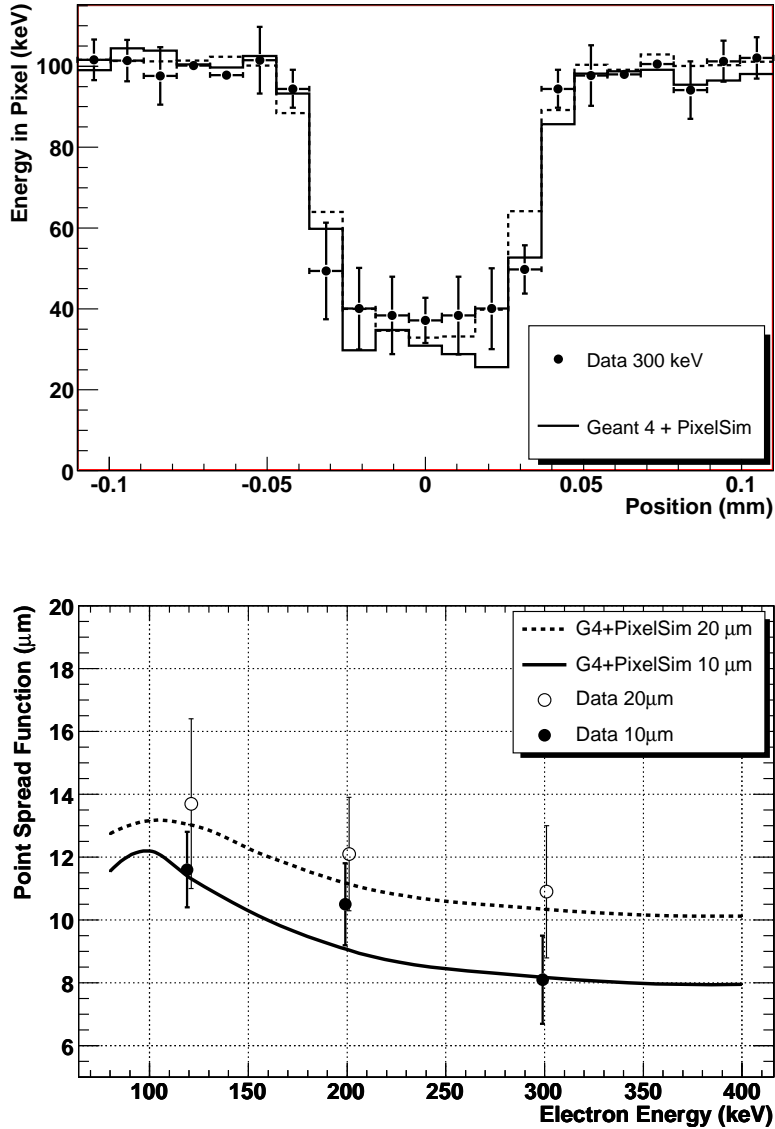 Energy in Pixel (keV)
100
80
60
40
20
0
-0.1
-0.05
0
0.05
0.1
Position (mm)
Data 300 keV
Geant 4 + PixelSim
Point Spread Function (μm)
20
18
16
14
12
10
8
6
100
150
200
250
300
350
400
Electron Energy (keV)
G4+PixelSim 20 μm
G4+PixelSim 10 μm
Data 20μm
Data 10μm